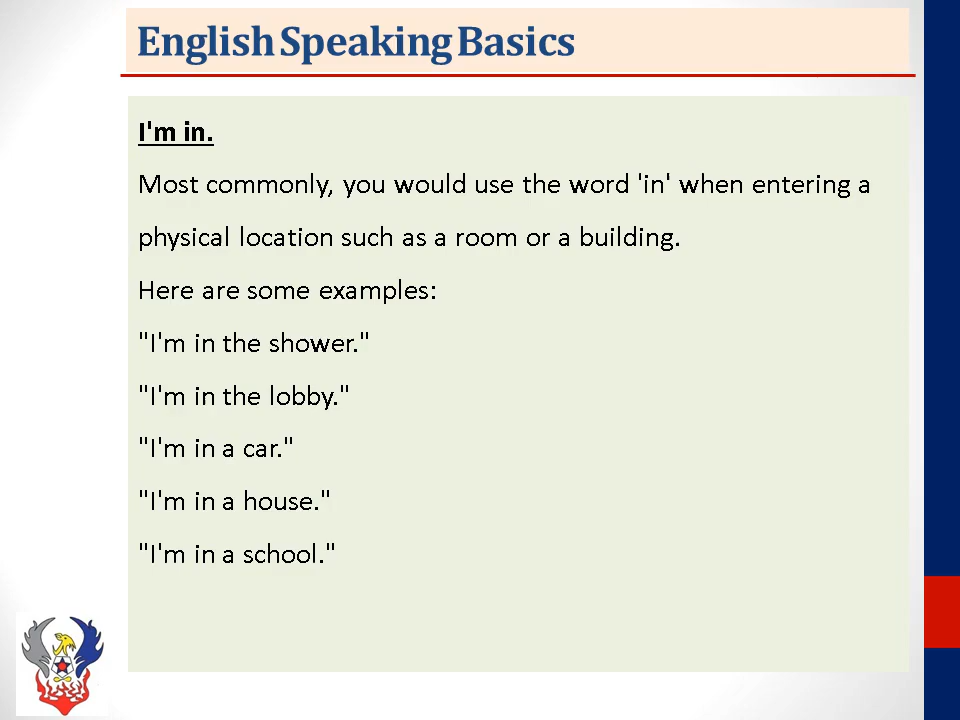 English Speaking Basics
I'm in.
Most commonly, you would use the word 'in' when entering a
physical location such as a room or a building.
Here are some examples:
"I'm in the shower."
"I'm in the lobby."
"I'm in a car."
"I'm in a house."
"I'm in a school."